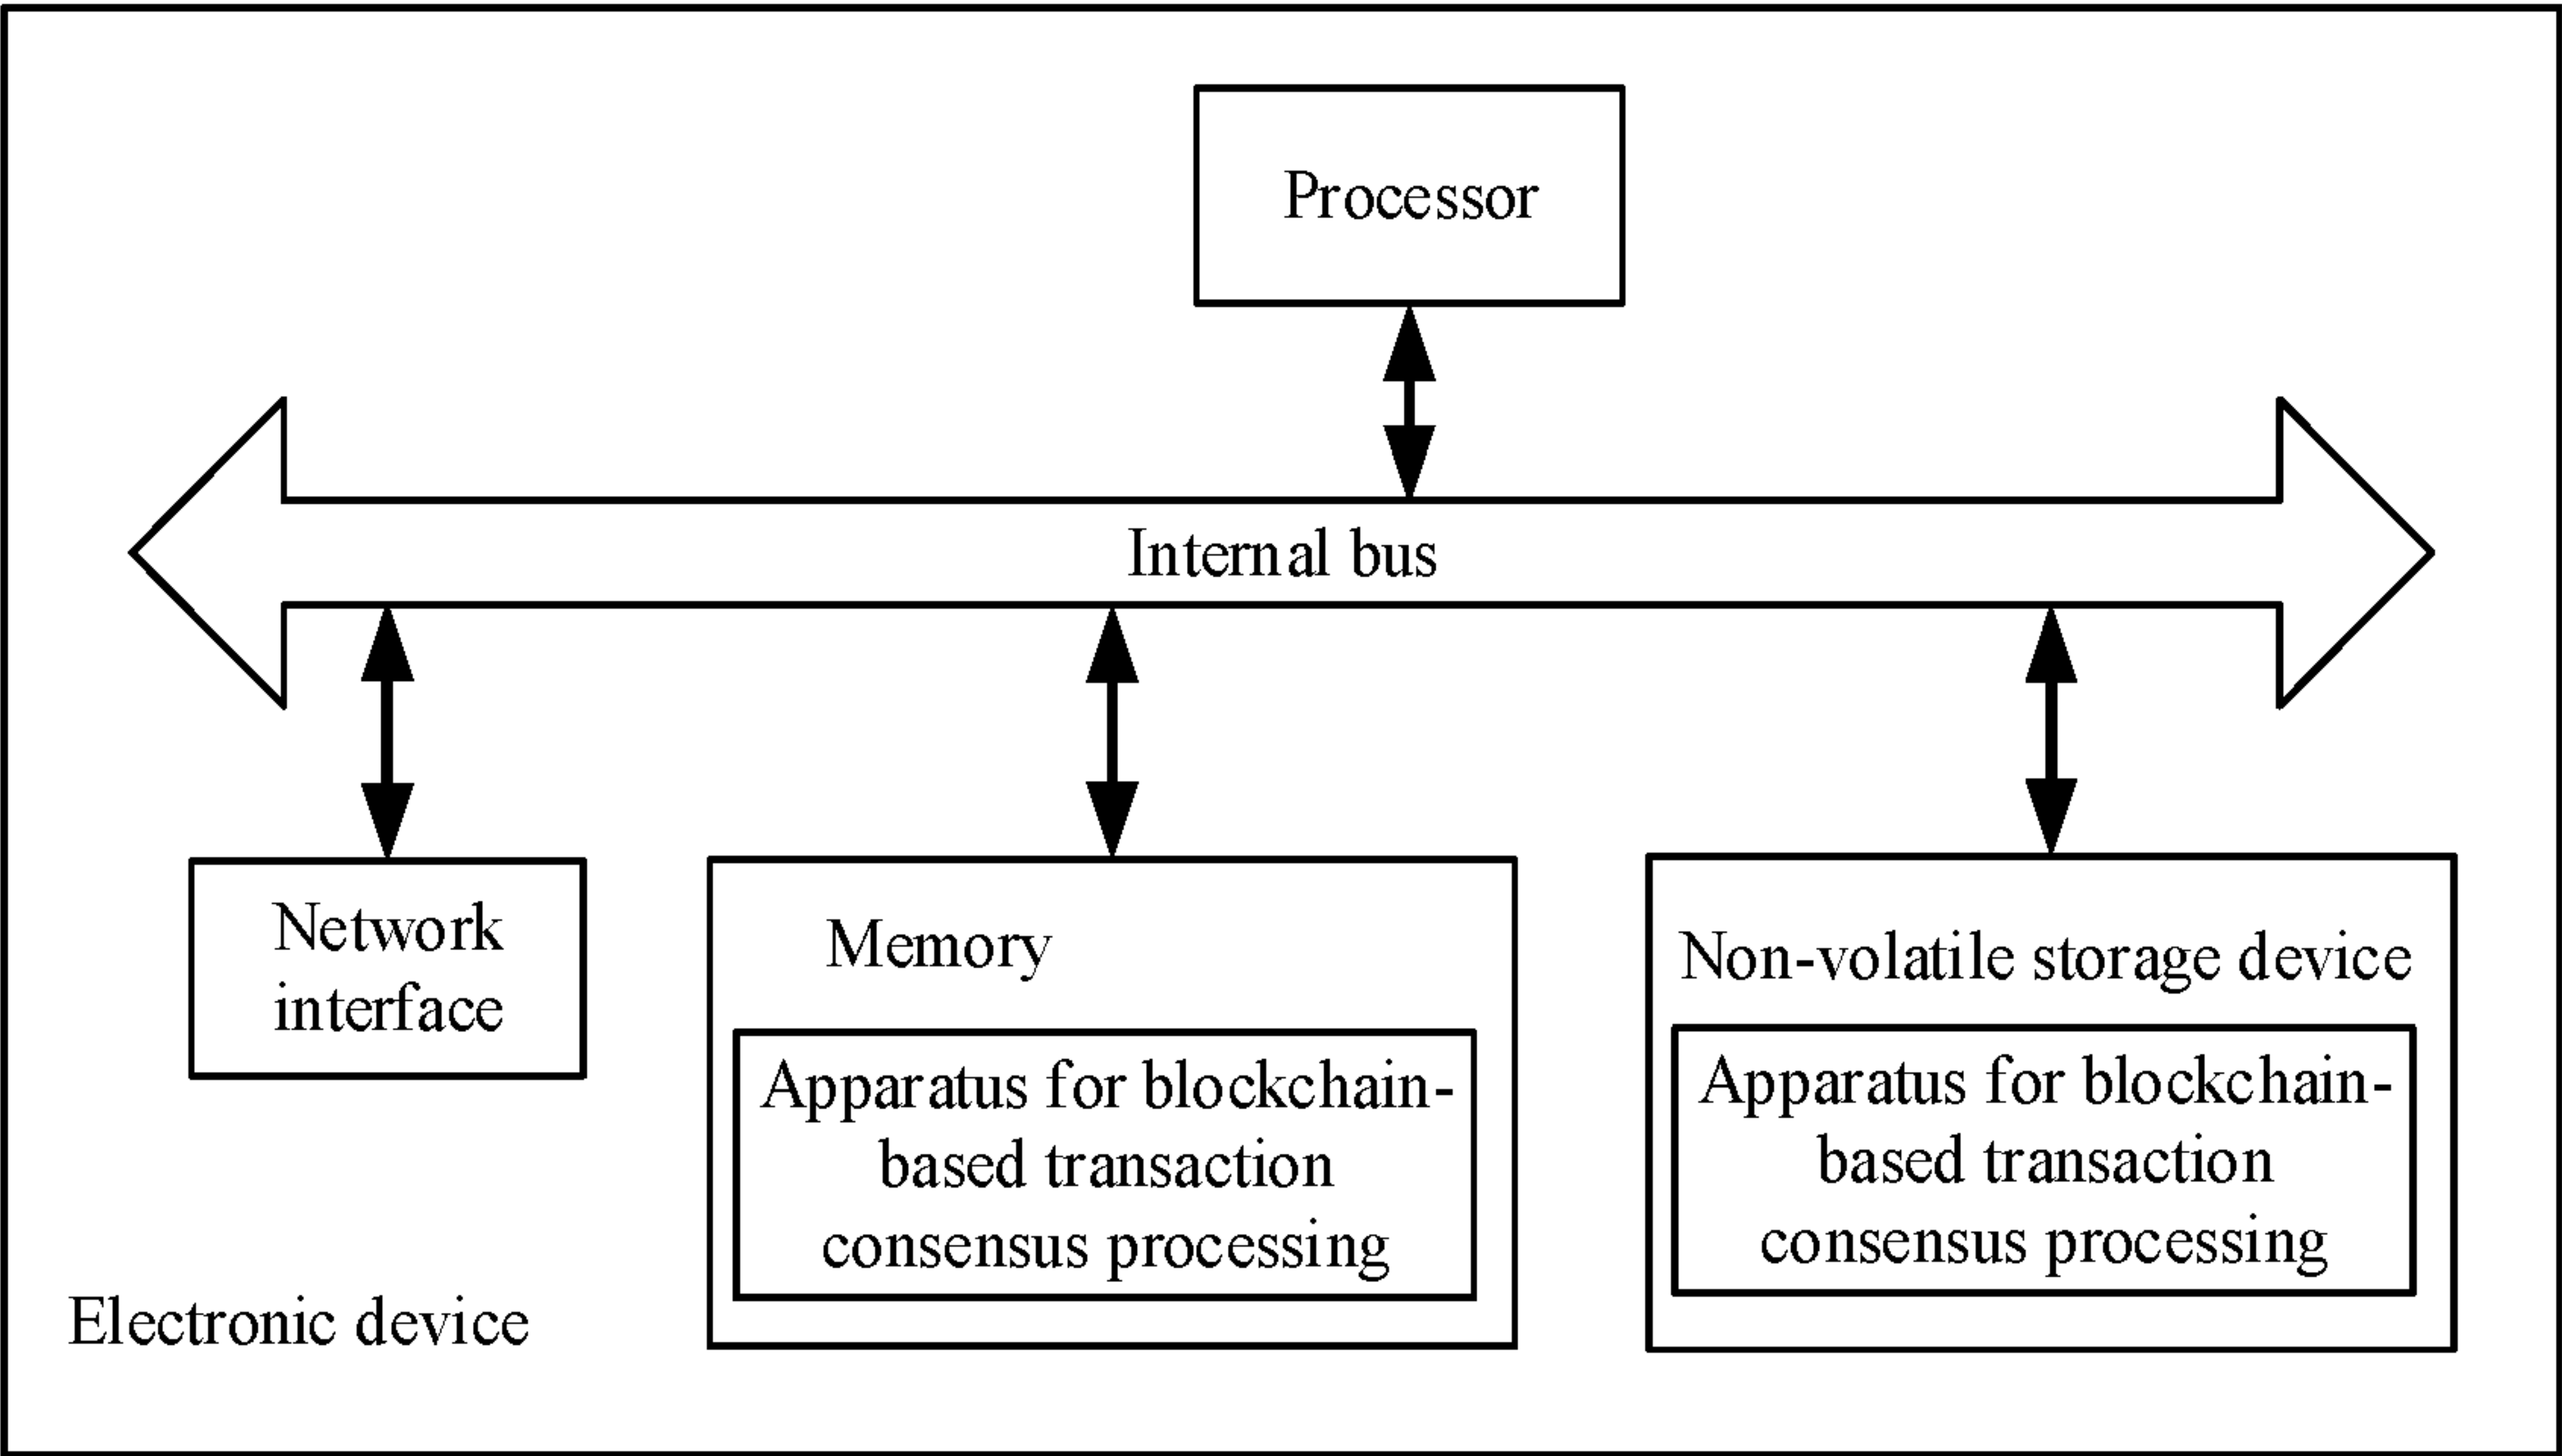 Processor
Internal bus
Network
interface
Memory
Apparatus for blockchain-
based transaction
consensus processing
Non-volatile storage device
Apparatus for blockchain-
based transaction
consensus processing
Electronic device